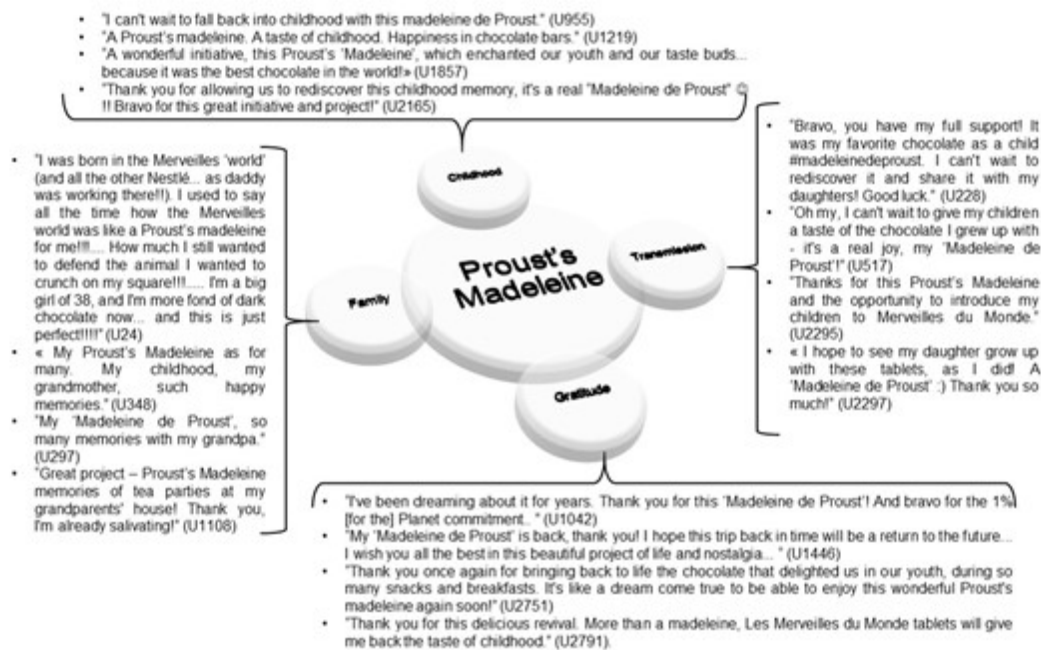 • "I can't wait to fall back into childhood with this madeleine de Proust." (U955)
• "A Proust's madeleine. A taste of childhood. Happiness in chocolate bars." (U1219)
• "A wonderful initiative, this Proust's 'Madeleine', which enchanted our youth and our taste buds...
because it was the best chocolate in the world!» (U1857)
• "Thank you for allowing us to rediscover this childhood memory, it's a real "Madeleine de Proust" ☺
!! Bravo for this great initiative and project!" (U2165)
Childhood
Proust's
Madeleine
Transmission
Family
Gratitude
• "I was born in the Merveilles 'world'
(and all the other Nestlé... as daddy
was working there!!). I used to say
all the time how the Merveilles
world was like a Proust's madeleine
for me!!!!.... How much I still wanted
to defend the animal I wanted to
crunch on my square!!!..... I'm a big
girl of 38, and I'm more fond of dark
chocolate now... and this is just
perfect!!!!!" (U24)
• « My Proust's Madeleine as for
many. My childhood, my
grandmother, such happy
memories." (U348)
• "My 'Madeleine de Proust', so
many memories with my grandpa."
(U297)
• "Great project – Proust's Madeleine
memories of tea parties at my
grandparents' house! Thank you,
I'm already salivating!" (U1108)
• "Bravo, you have my full support! It
was my favorite chocolate as a child
#madeleinedeproust. I can't wait to
rediscover it and share it with my
daughters! Good luck." (U228)
• "Oh my, I can't wait to give my children
a taste of the chocolate I grew up with
- it's a real joy, my 'Madeleine de
Proust'!" (U517)
• "Thanks for this Proust's Madeleine
and the opportunity to introduce my
children to Merveilles du Monde."
(U2295)
• « I hope to see my daughter grow up
with these tablets, as I did! A
'Madeleine de Proust' :) Thank you so
much!" (U2297)
• "I've been dreaming about it for years. Thank you for this 'Madeleine de Proust'! And bravo for the 1%
[for the] Planet commitment.. " (U1042)
• "My 'Madeleine de Proust' is back, thank you! I hope this trip back in time will be a return to the future...
I wish you all the best in this beautiful project of life and nostalgia... " (U1446)
• "Thank you once again for bringing back to life the chocolate that delighted us in our youth, during so
many snacks and breakfasts. It's like a dream come true to be able to enjoy this wonderful Proust's
madeleine again soon!" (U2751)
• "Thank you for this delicious revival. More than a madeleine, Les Merveilles du Monde tablets will give
me back the taste of childhood." (U2791).